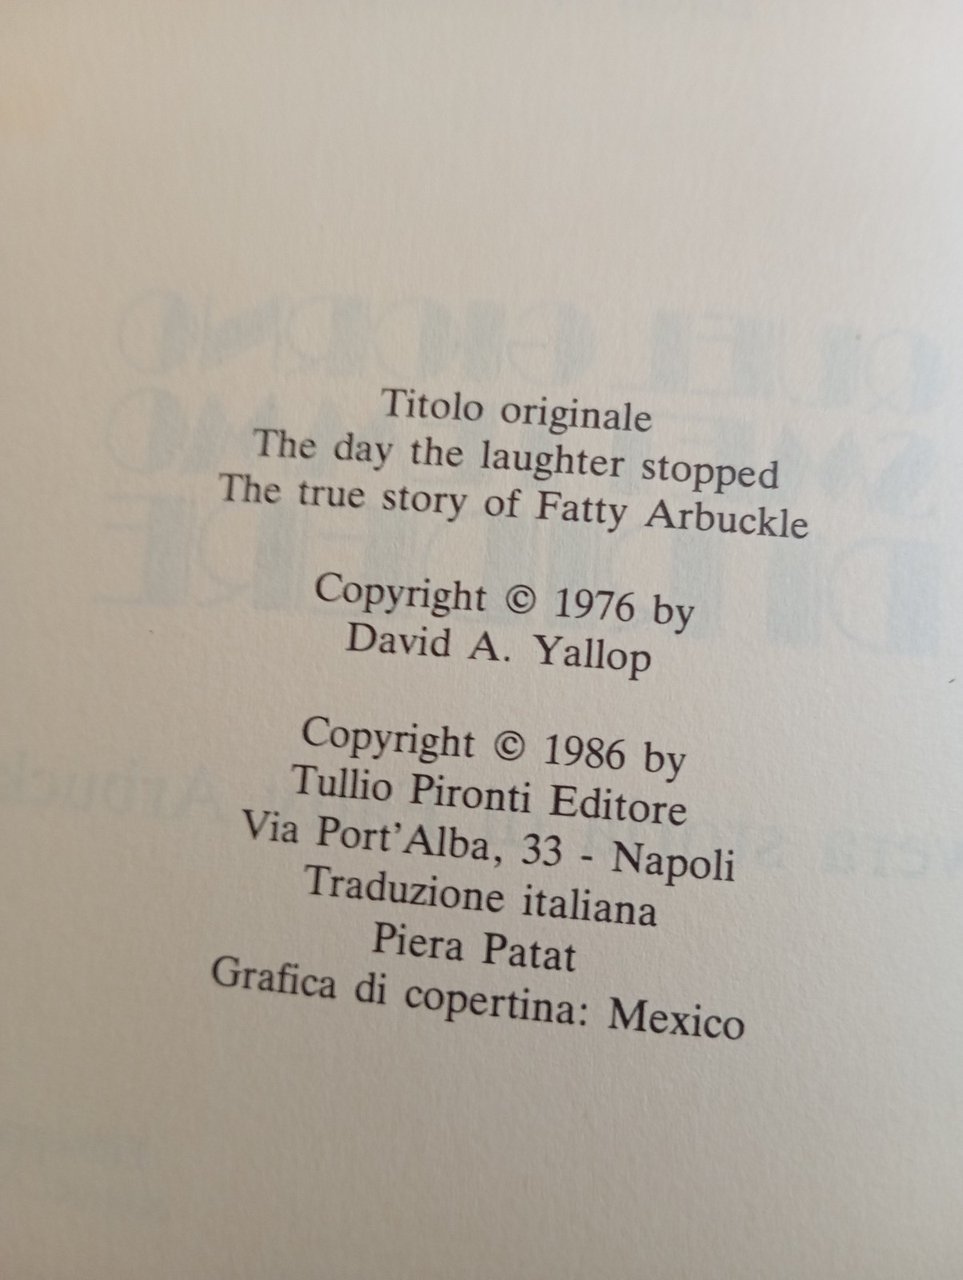 Titolo originale
The day the laughter stopped
The true story of Fatty Arbuckle
Copyright © 1976 by
David A. Yallop
Copyright © 1986 by
Tullio Pironti Editore
Via Port'Alba, 33 - Napoli
Traduzione italiana
Piera Patat
Grafica di copertina: Mexico